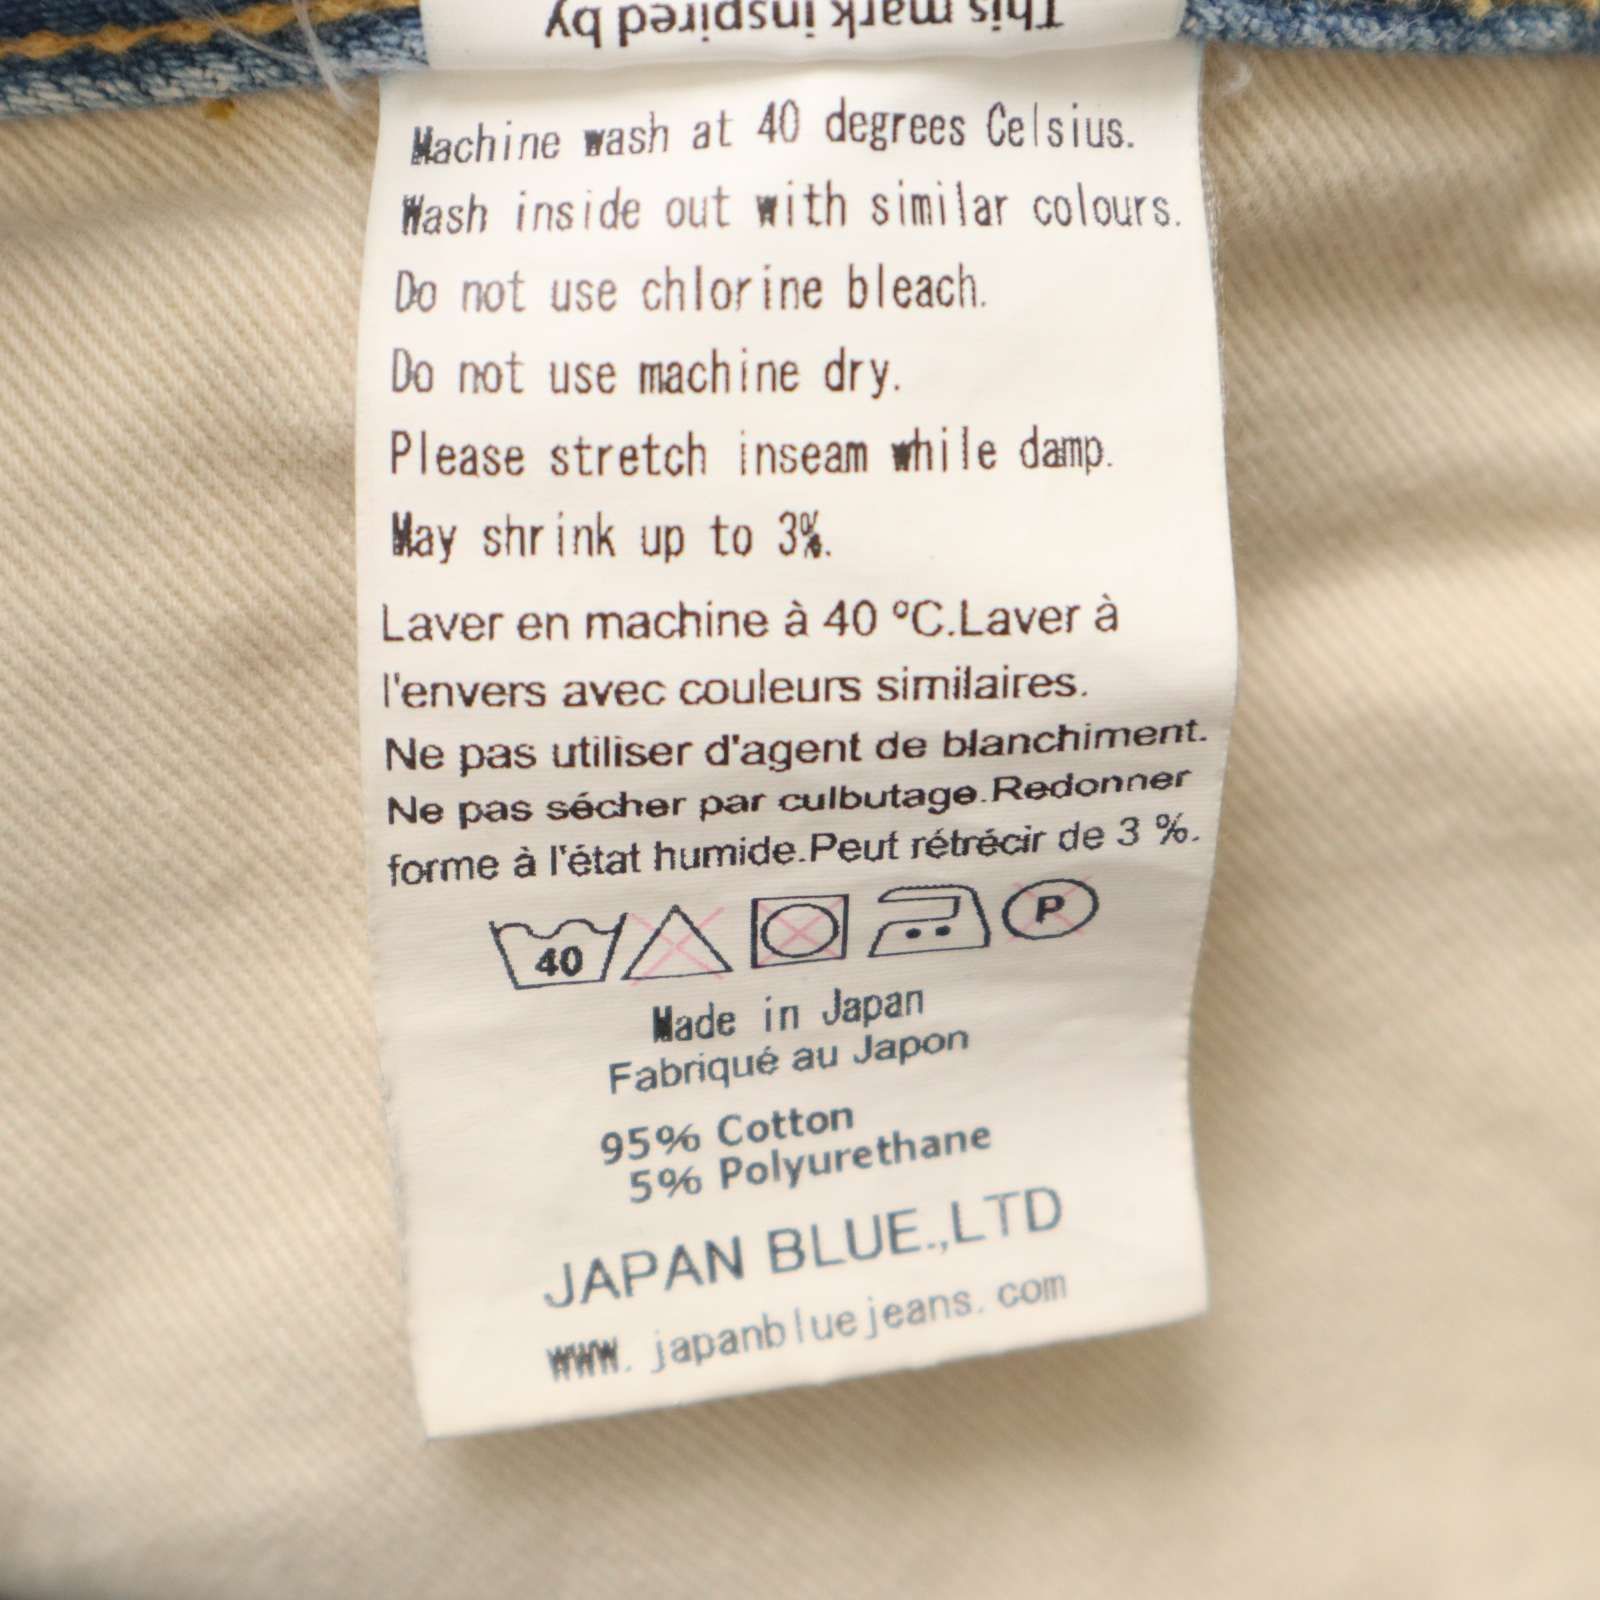 This mark inspired by
Machine wash at 40 degrees Celsius.
Wash inside out with similar colours.
Do not use chlorine bleach.
Do not use machine dry.
Please stretch inseam while damp.
May shrink up to 3%.
Laver en machine à 40 ºC.Laver à
l'envers avec couleurs similaires.
Ne pas utiliser d'agent de blanchiment.
Ne pas sécher par culbutage.Redonner
forme à l'état humide.Peut rétrécir de 3 %.
40 P
Made in Japan
Fabriqué au Japon
95% Cotton
5% Polyurethane
JAPAN BLUE.,LTD
www.japanbluejeans.com